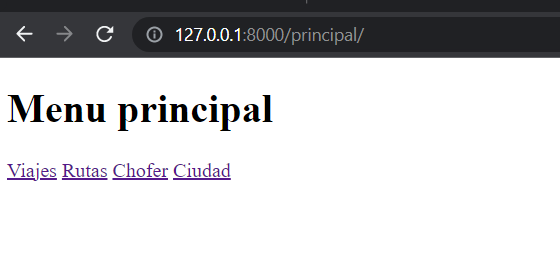 127.0.0.1:8000/principal/
Menu principal
Viajes Rutas Chofer Ciudad